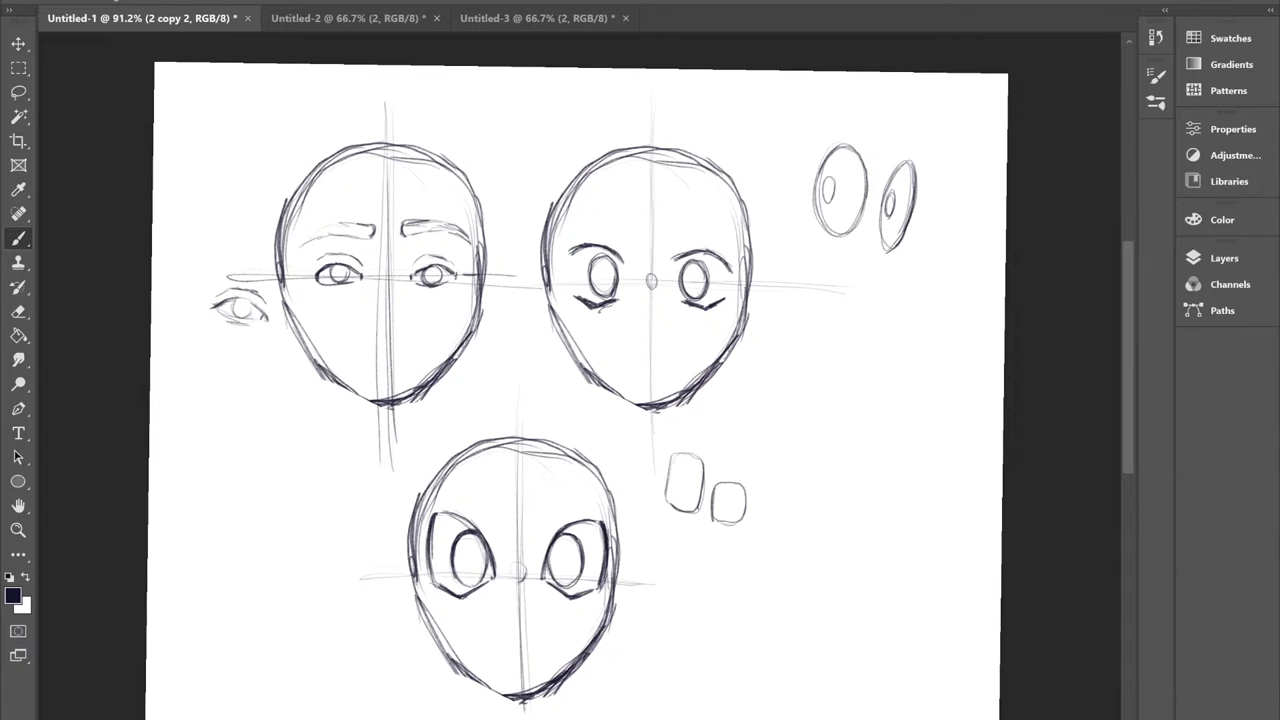 Untitled-1 @ 91.2% (2 copy 2, RGB/8) *
Untitled-2 @ 66.7% (2, RGB/8) *
Untitled-3 @ 66.7% (2, RGB/8) *
Swatches
Gradients
Patterns
Properties
Adjustme...
Libraries
Color
Layers
Channels
Paths